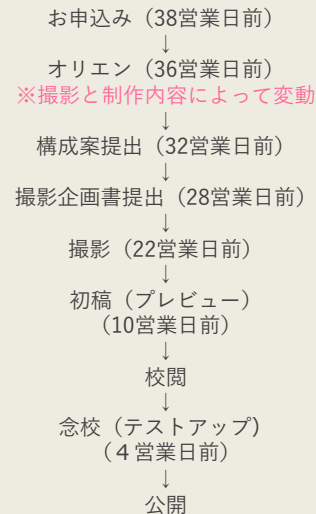 お申込み（38営業日前）
↓
オリエン（36営業日前）
※撮影と制作内容によって変動
↓
構成案提出（32営業日前）
↓
撮影企画書提出（28営業日前）
↓
撮影（22営業日前）
↓
初稿（プレビュー）
（10営業日前）
↓
校閲
↓
念校（テストアップ)
（４営業日前）
↓
公開